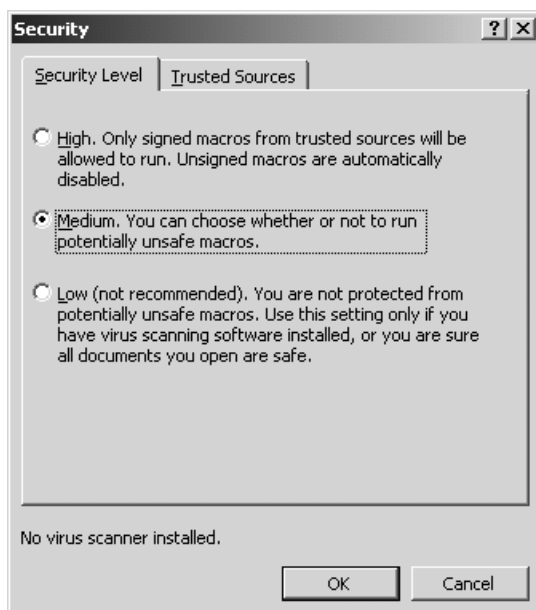 Security
Security Level
Trusted Sources
High. Only signed macros from trusted sources will be
allowed to run. Unsigned macros are automatically
disabled.
Medium. You can choose whether or not to run
potentially unsafe macros.
Low (not recommended). You are not protected from
potentially unsafe macros. Use this setting only if you
have virus scanning software installed, or you are sure
all documents you open are safe.
No virus scanner installed.
OK
Cancel